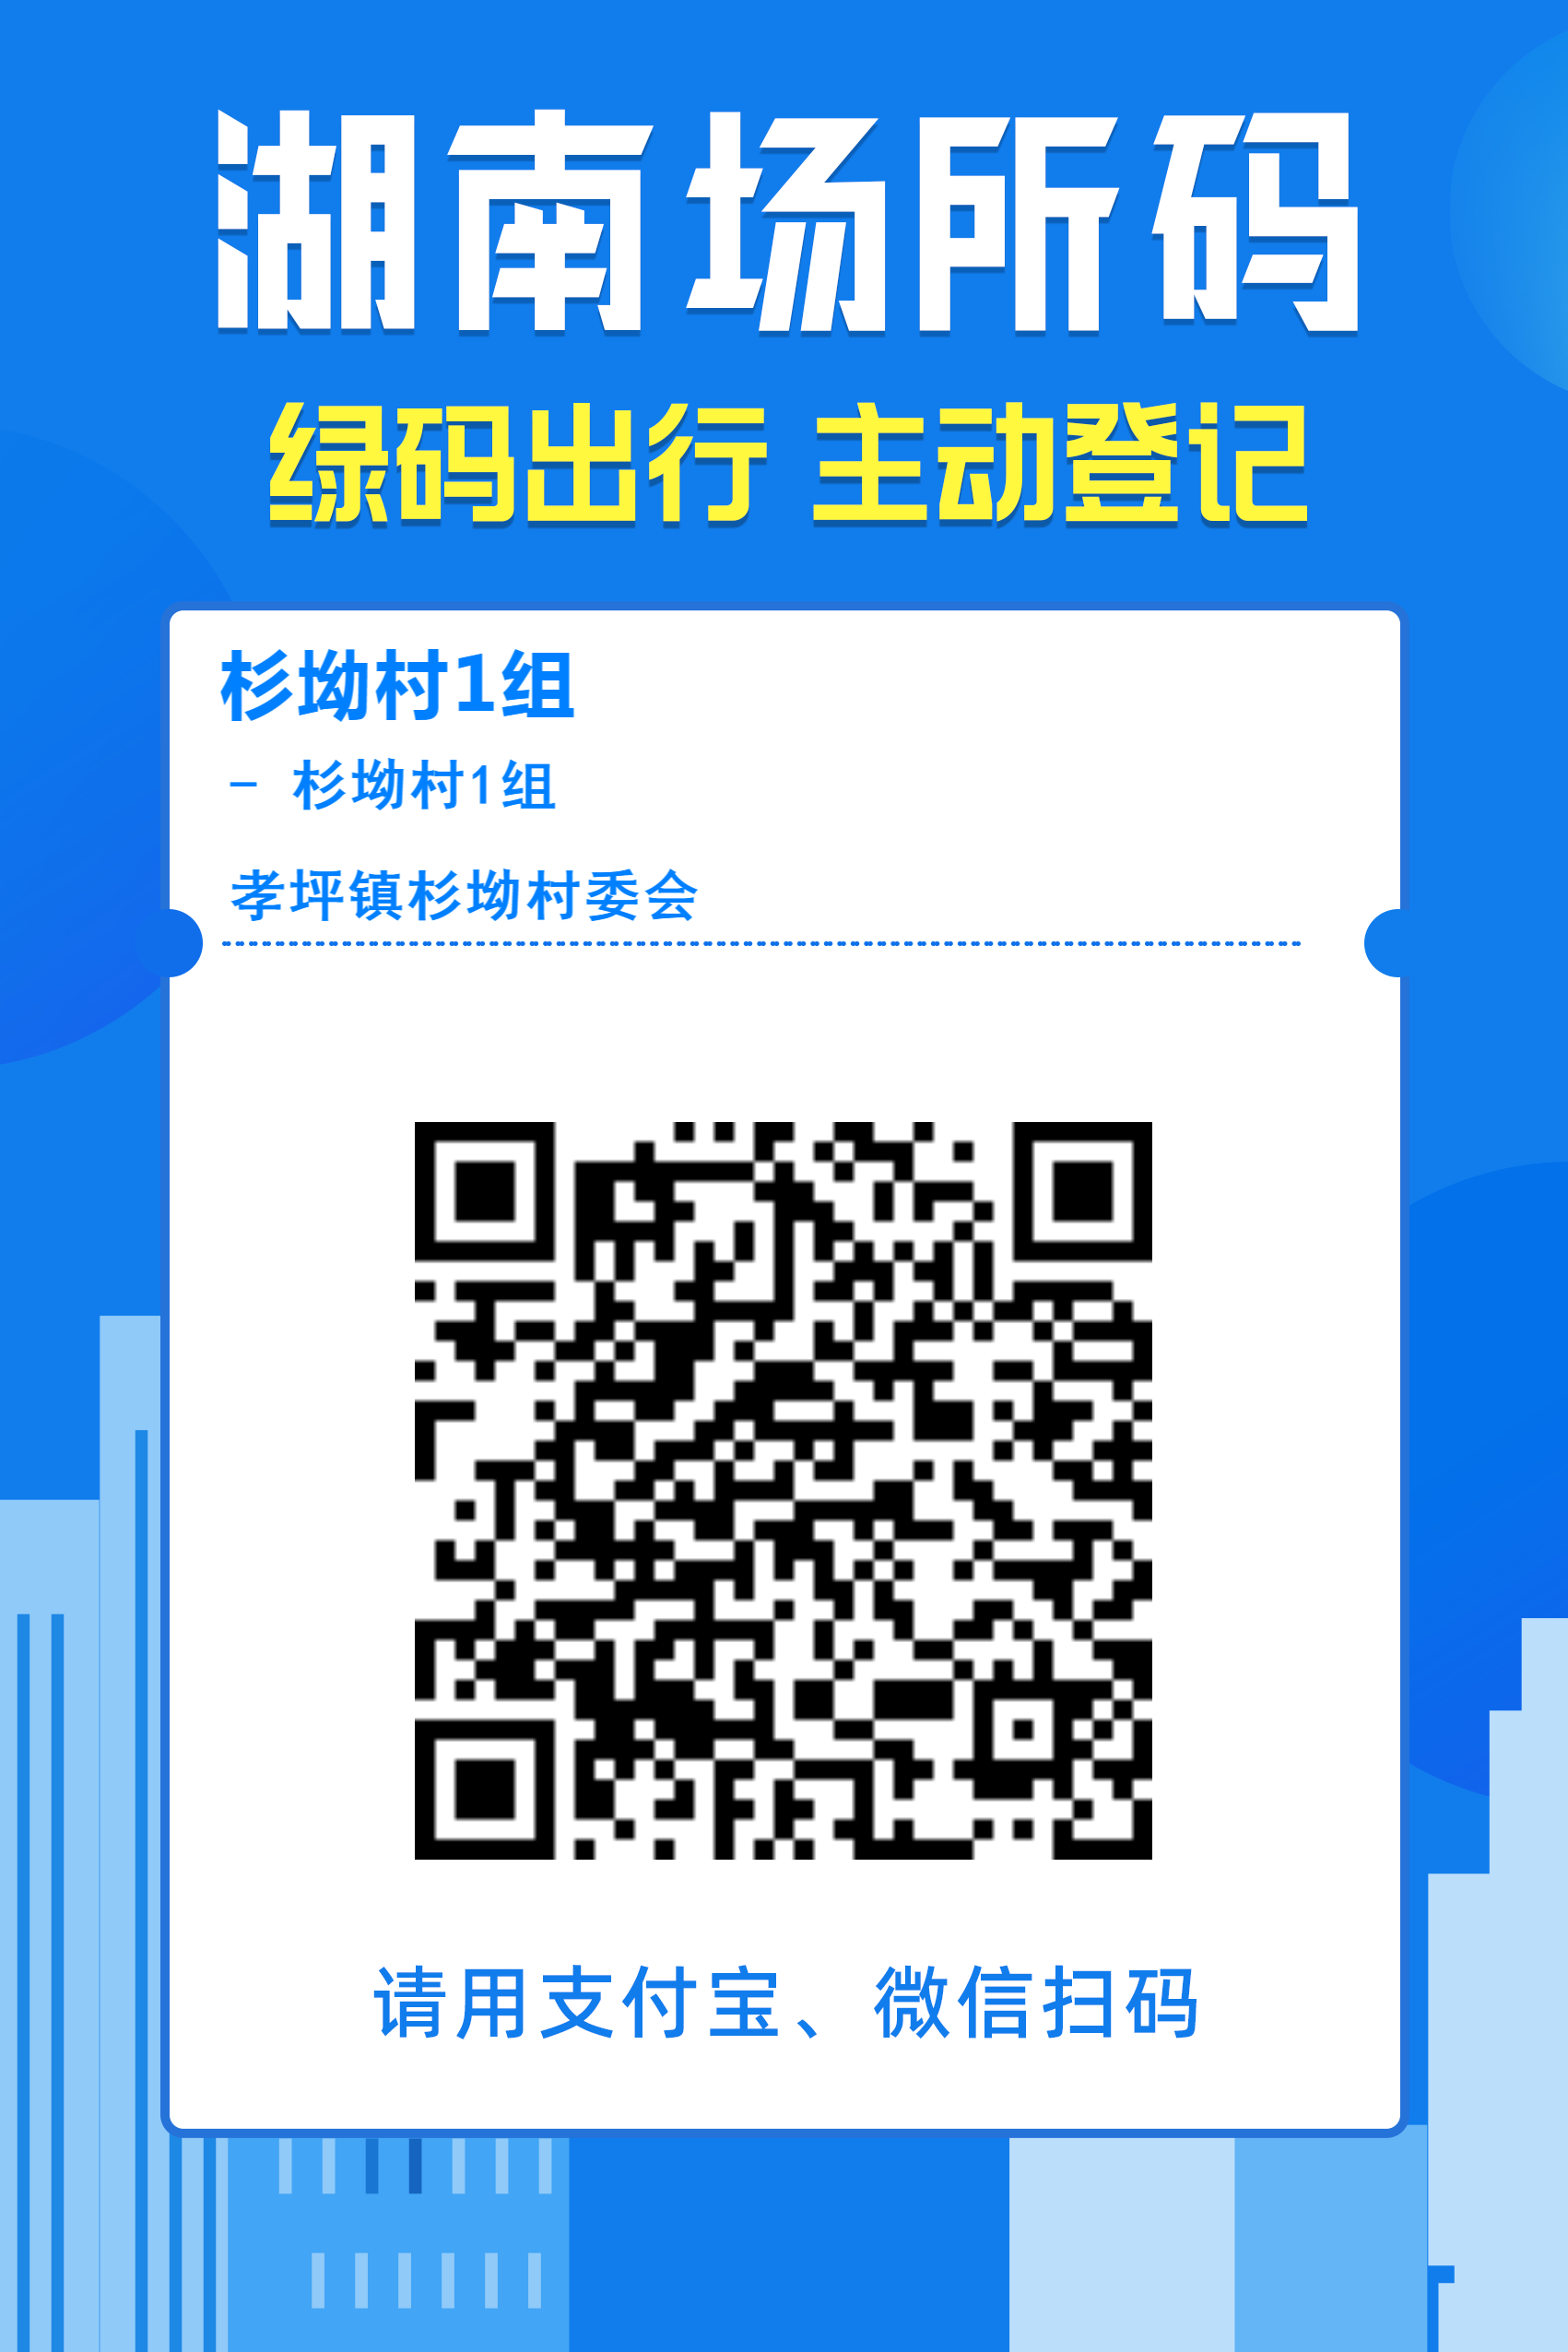 湖南场所码
绿码出行 主动登记
杉坳村1组
- 杉坳村1组
孝坪镇杉坳村委会
请用支付宝、微信扫码